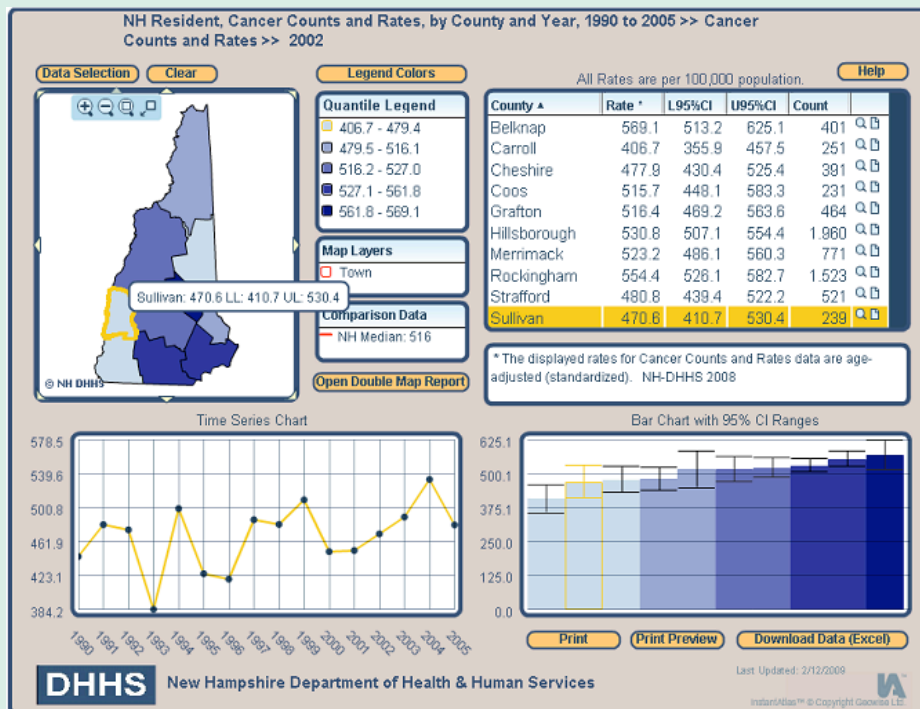 NH Resident, Cancer Counts and Rates, by County and Year, 1990 to 2005 >> Cancer
Counts and Rates >> 2002
Data Selection
Clear
Legend Colors
All Rates are per 100,000 population.
Help
© NH DHHS
Sullivan: 470.6 LL: 410.7 UL: 530.4
Quantile Legend
406.7 - 479.4
479.5 - 516.1
516.2 - 527.0
527.1 - 561.8
561.8 - 569.1
Map Layers
Town
Comparison Data
NH Median: 516
Open Double Map Report
County ▲ Rate * L95%CI U95%CI Count
Belknap 569.1 513.2 625.1 401
Carroll 406.7 355.9 457.5 251
Cheshire 477.9 430.4 525.4 391
Coos 515.7 448.1 583.3 231
Grafton 516.4 469.2 563.6 464
Hillsborough 530.8 507.1 554.4 1.960
Merrimack 523.2 486.1 560.3 771
Rockingham 554.4 526.1 582.7 1.523
Strafford 480.8 439.4 522.2 521
Sullivan 470.6 410.7 530.4 239
* The displayed rates for Cancer Counts and Rates data are age-
adjusted (standardized). NH-DHHS 2008
Time Series Chart
578.5
539.6
500.8
461.9
423.1
384.2
1990 1991 1992 1993 1994 1995 1996 1997 1998 1999 2000 2001 2002 2003 2004 2005
Bar Chart with 95% CI Ranges
625.1
500.1
375.1
250.0
125.0
0.0
Print
Print Preview
Download Data (Excel)
DHHS
New Hampshire Department of Health & Human Services
Last Updated: 2/12/2009
IA™
InstantAtlas™ © Copyright Geowise Ltd.